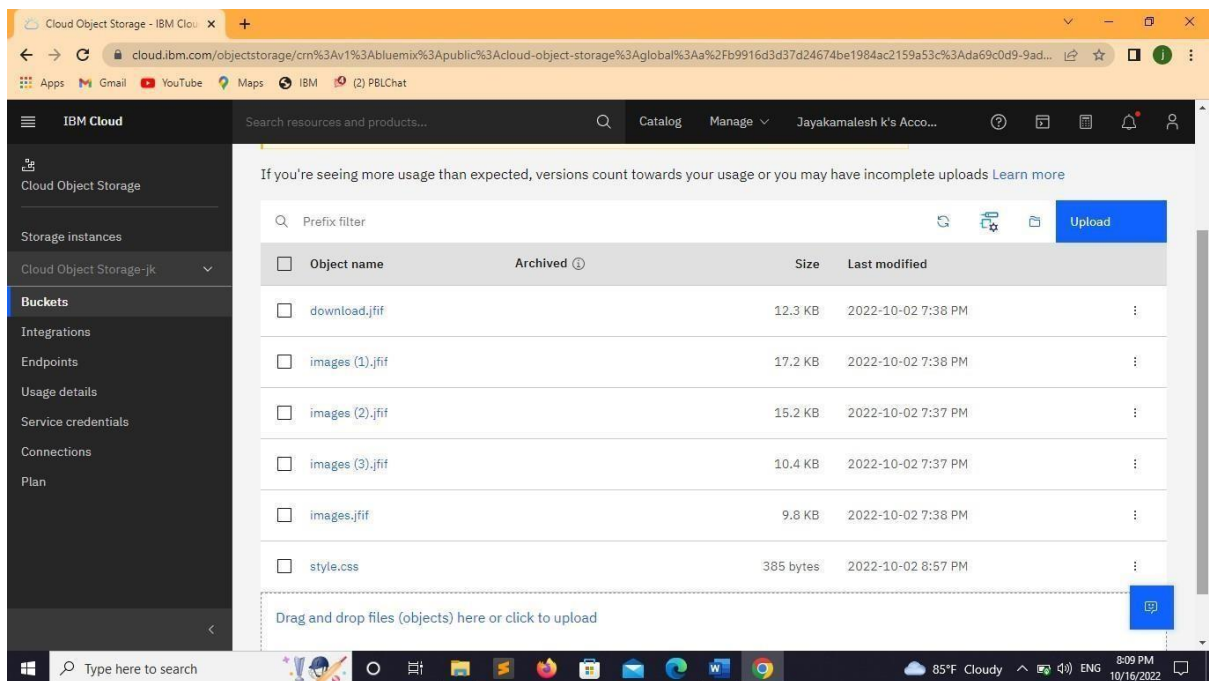 Cloud Object Storage - IBM Clou
cloud.ibm.com/objectstorage/crn%3Av1%3Abluemix%3Apublic%3Acloud-object-storage%3Aglobal%3Aa%2Fb9916d3d37d24674be1984ac2159a53c%3Ada69c0d9-9ad...
Apps Gmail YouTube Maps IBM (2) PBLChat
IBM Cloud Search resources and products... Catalog Manage Jayakamalesh k's Acco...
Cloud Object Storage
Storage instances
Cloud Object Storage-jk
Buckets
Integrations
Endpoints
Usage details
Service credentials
Connections
Plan
If you're seeing more usage than expected, versions count towards your usage or you may have incomplete uploads Learn more
Prefix filter Upload
Object name Archived Size Last modified
download.jfif 12.3 KB 2022-10-02 7:38 PM
images (1).jfif 17.2 KB 2022-10-02 7:38 PM
images (2).jfif 15.2 KB 2022-10-02 7:37 PM
images (3).jfif 10.4 KB 2022-10-02 7:37 PM
images.jfif 9.8 KB 2022-10-02 7:38 PM
style.css 385 bytes 2022-10-02 8:57 PM
Drag and drop files (objects) here or click to upload
Type here to search 85°F Cloudy ENG 8:09 PM
10/16/2022